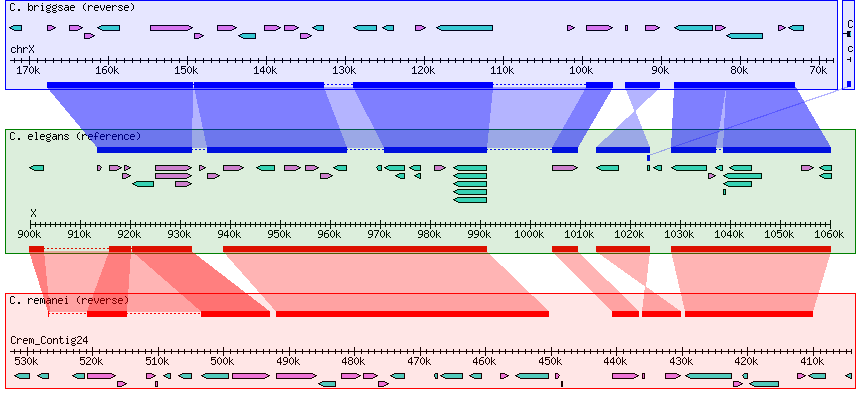 C. briggsae (reverse)
C
chrX
c
170k 160k 150k 140k 130k 120k 110k 100k 90k 80k 70k
C. elegans (reference)
X
900k 910k 920k 930k 940k 950k 960k 970k 980k 990k 1000k 1010k 1020k 1030k 1040k 1050k 1060k
C. remanei (reverse)
Crem_Contig24
530k 520k 510k 500k 490k 480k 470k 460k 450k 440k 430k 420k 410k